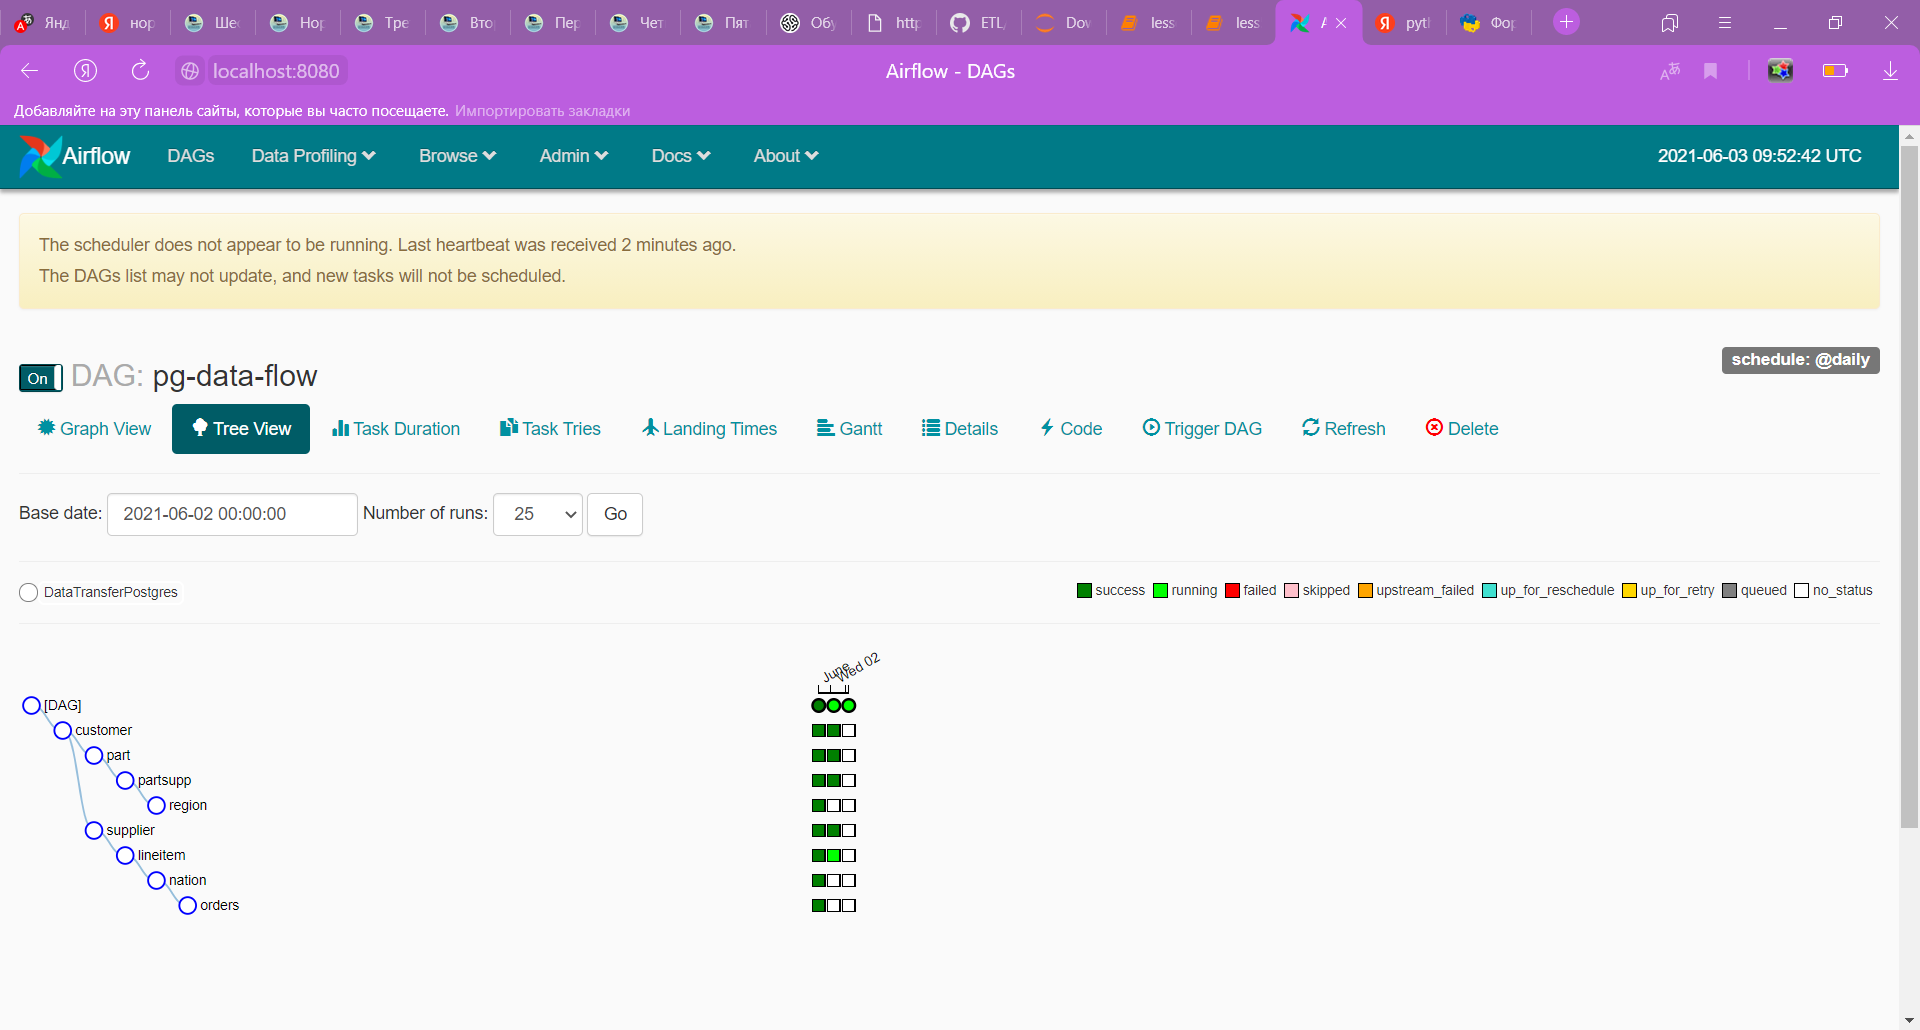 Янд
нор
Шес
Нор
Тре
Вто
Пер
Чет
Пят
Обу
http
ETL
Dow
less
less
A
pyth
Фор
localhost:8080
Airflow - DAGs
Добавляйте на эту панель сайты, которые вы часто посещаете. Импортировать закладки
Airflow DAGs Data Profiling Browse Admin Docs About 2021-06-03 09:52:42 UTC
The scheduler does not appear to be running. Last heartbeat was received 2 minutes ago.
The DAGs list may not update, and new tasks will not be scheduled.
schedule: @daily
On DAG: pg-data-flow
Graph View Tree View Task Duration Task Tries Landing Times Gantt Details Code Trigger DAG Refresh Delete
Base date: 2021-06-02 00:00:00 Number of runs: 25 Go
DataTransferPostgres success running failed skipped upstream_failed up_for_reschedule up_for_retry queued no_status
June Wed 02
[DAG]
customer
part
partsupp
region
supplier
lineitem
nation
orders